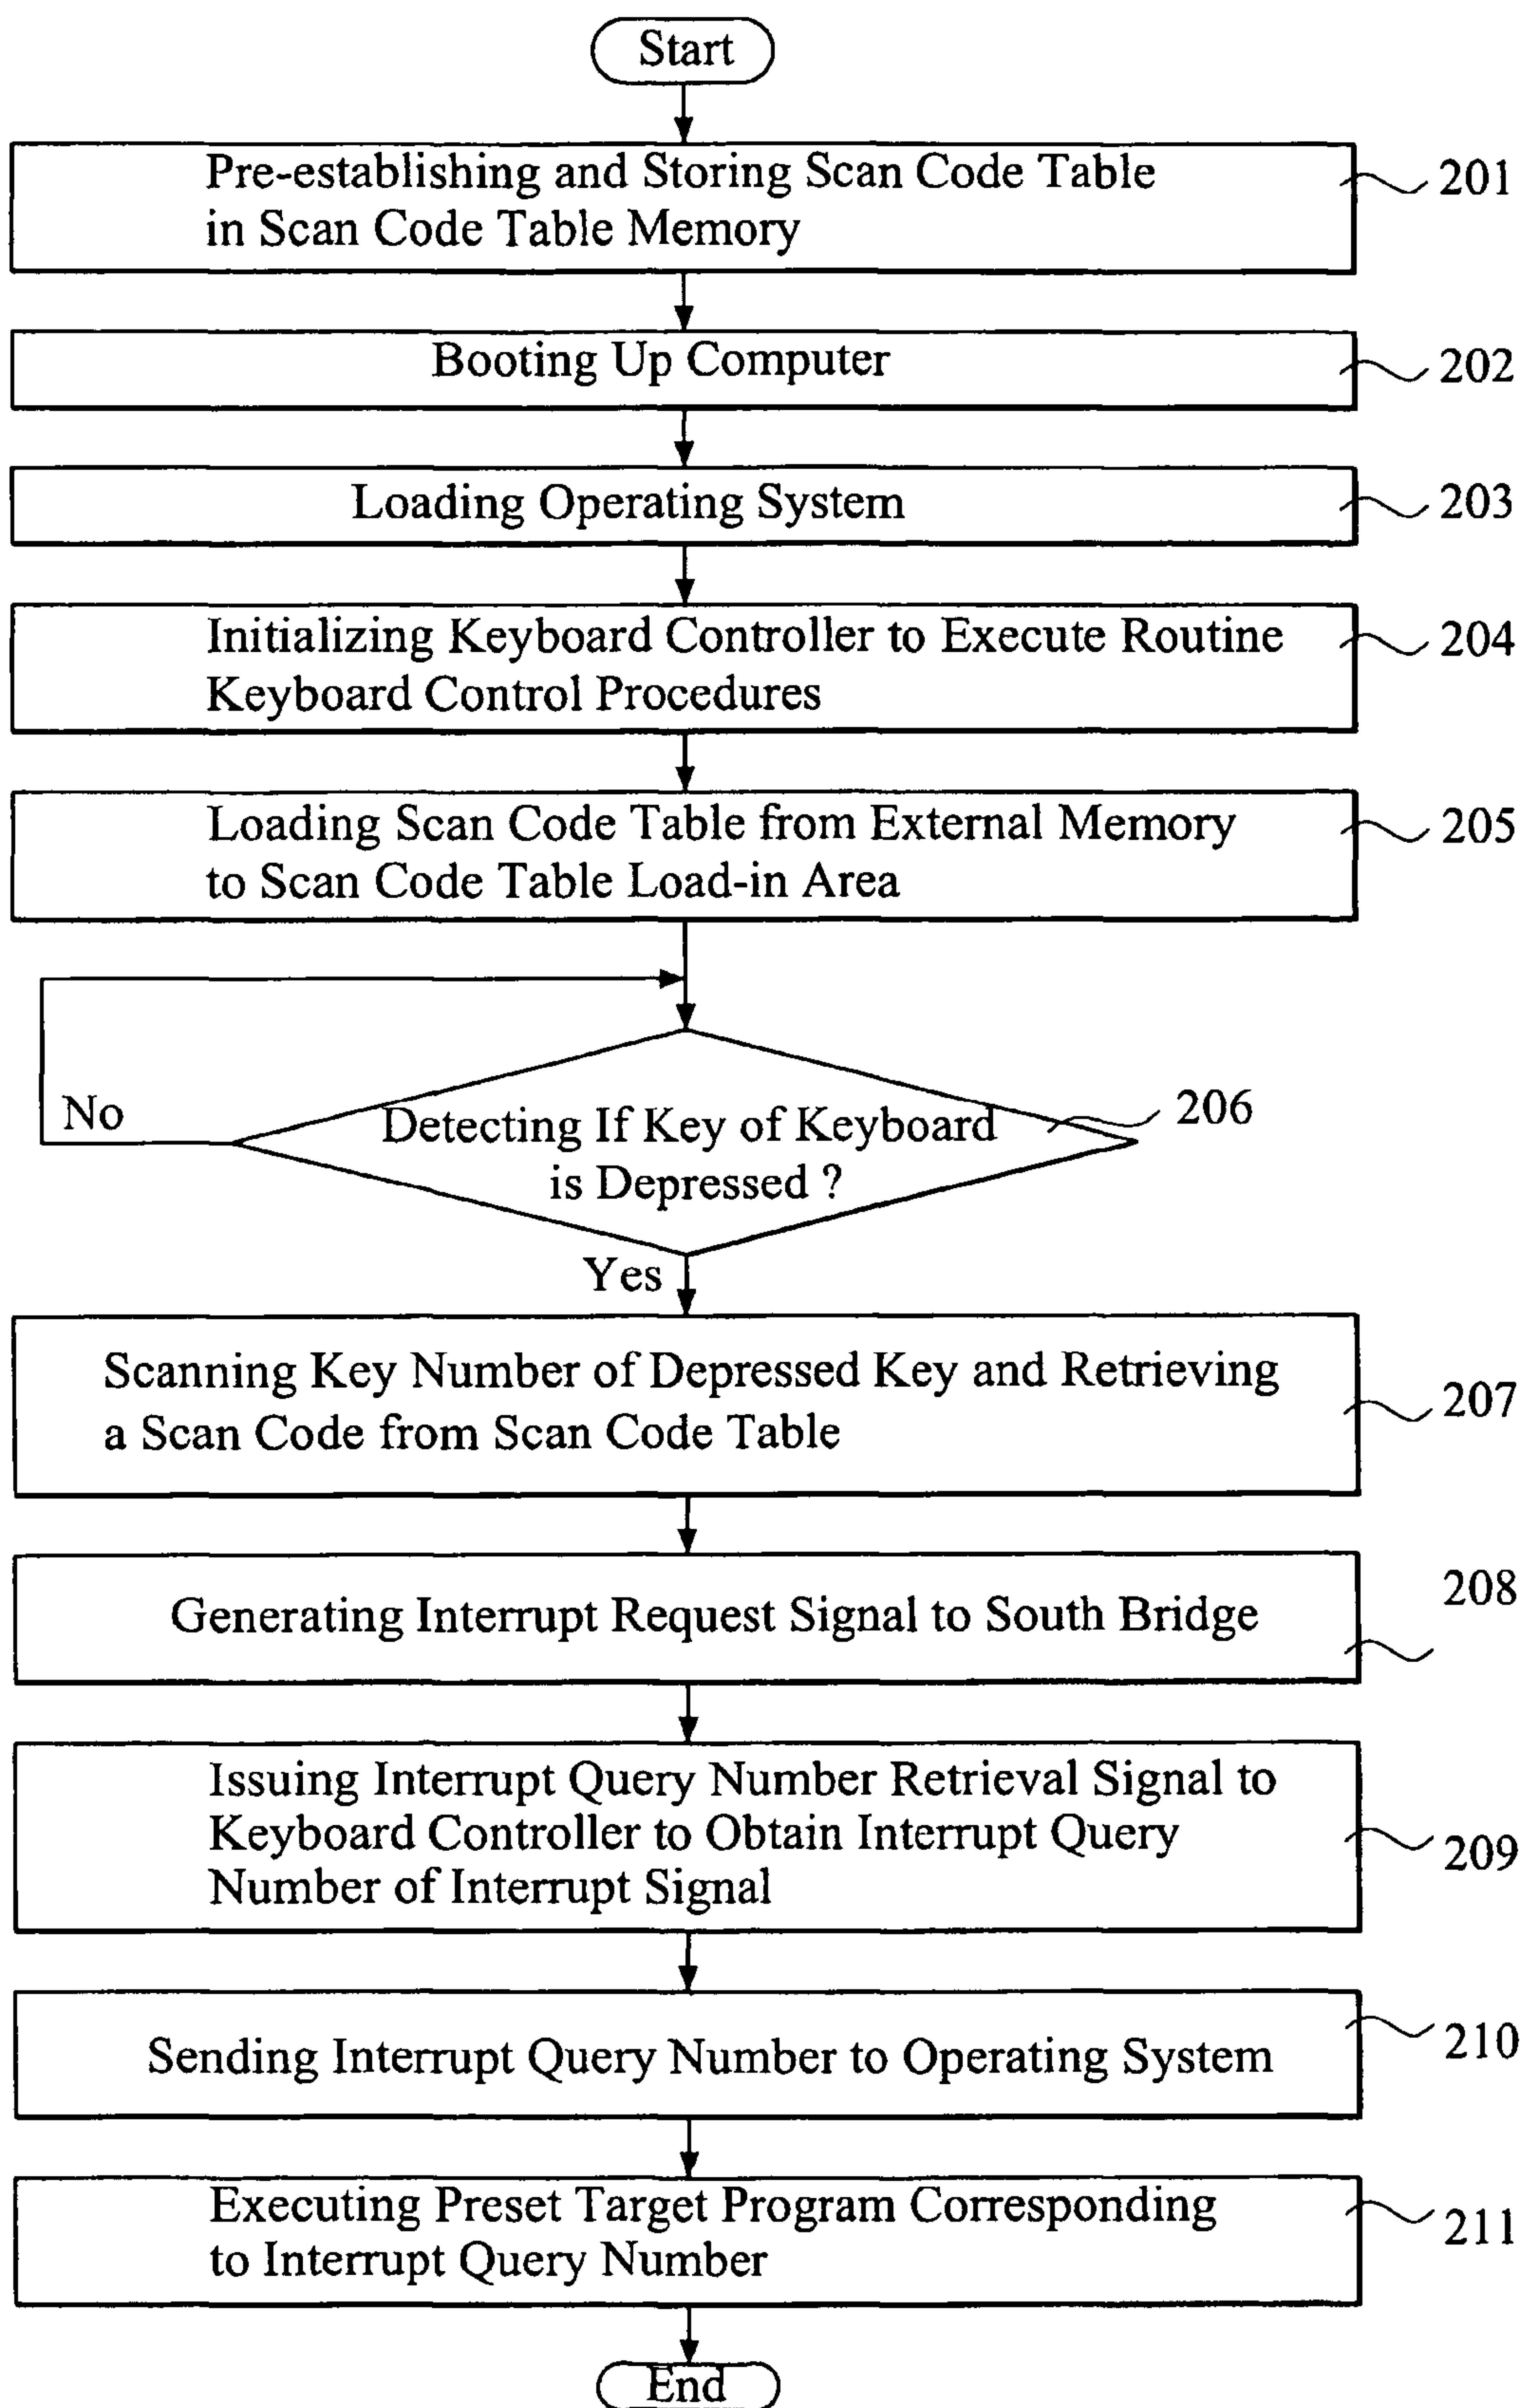 Start
Pre-establishing and Storing Scan Code Table
in Scan Code Table Memory
201
Booting Up Computer
202
Loading Operating System
203
Initializing Keyboard Controller to Execute Routine
Keyboard Control Procedures
204
Loading Scan Code Table from External Memory
to Scan Code Table Load-in Area
205
No
Detecting If Key of Keyboard
is Depressed ?
206
Yes
Scanning Key Number of Depressed Key and Retrieving
a Scan Code from Scan Code Table
207
Generating Interrupt Request Signal to South Bridge
208
Issuing Interrupt Query Number Retrieval Signal to
Keyboard Controller to Obtain Interrupt Query
Number of Interrupt Signal
209
Sending Interrupt Query Number to Operating System
210
Executing Preset Target Program Corresponding
to Interrupt Query Number
211
End